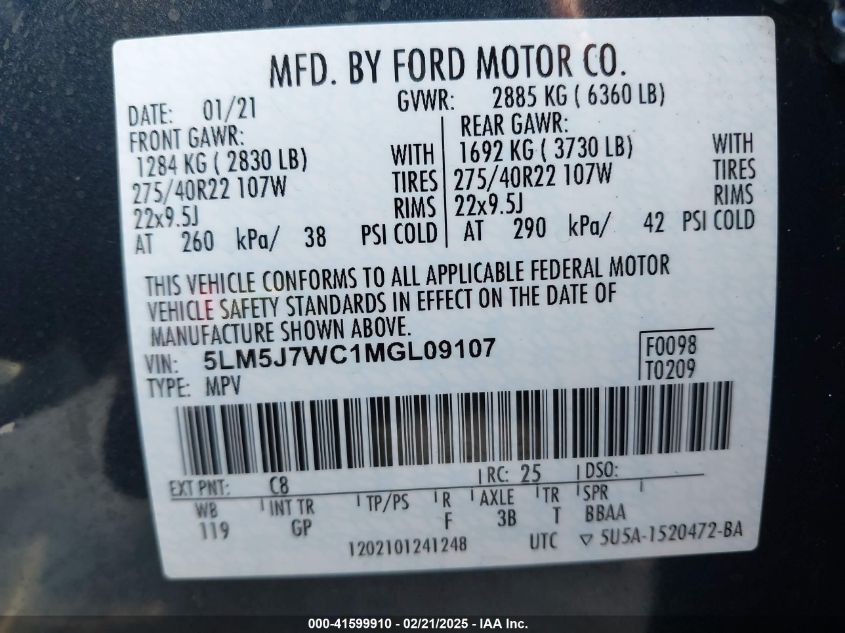 MFD. BY FORD MOTOR CO.
DATE: 01/21 GVWR: 2885 KG ( 6360 LB)
FRONT GAWR: REAR GAWR:
1284 KG ( 2830 LB) WITH 1692 KG ( 3730 LB) WITH
275/40R22 107W TIRES 275/40R22 107W TIRES
22x9.5J RIMS 22x9.5J RIMS
AT 260 kPa/ 38 PSI COLD AT 290 kPa/ 42 PSI COLD
THIS VEHICLE CONFORMS TO ALL APPLICABLE FEDERAL MOTOR
VEHICLE SAFETY STANDARDS IN EFFECT ON THE DATE OF
MANUFACTURE SHOWN ABOVE.
VIN: 5LM5J7WC1MGL09107 F0098
TYPE: MPV T0209
EXT PNT: C8 RC: 25 DSO:
WB INT TR TP/PS R AXLE TR SPR
119 GP F 3B T BBAA
1202101241248 UTC ▽ 5U5A-1520472-BA
000-41599910 - 02/21/2025 - IAA Inc.